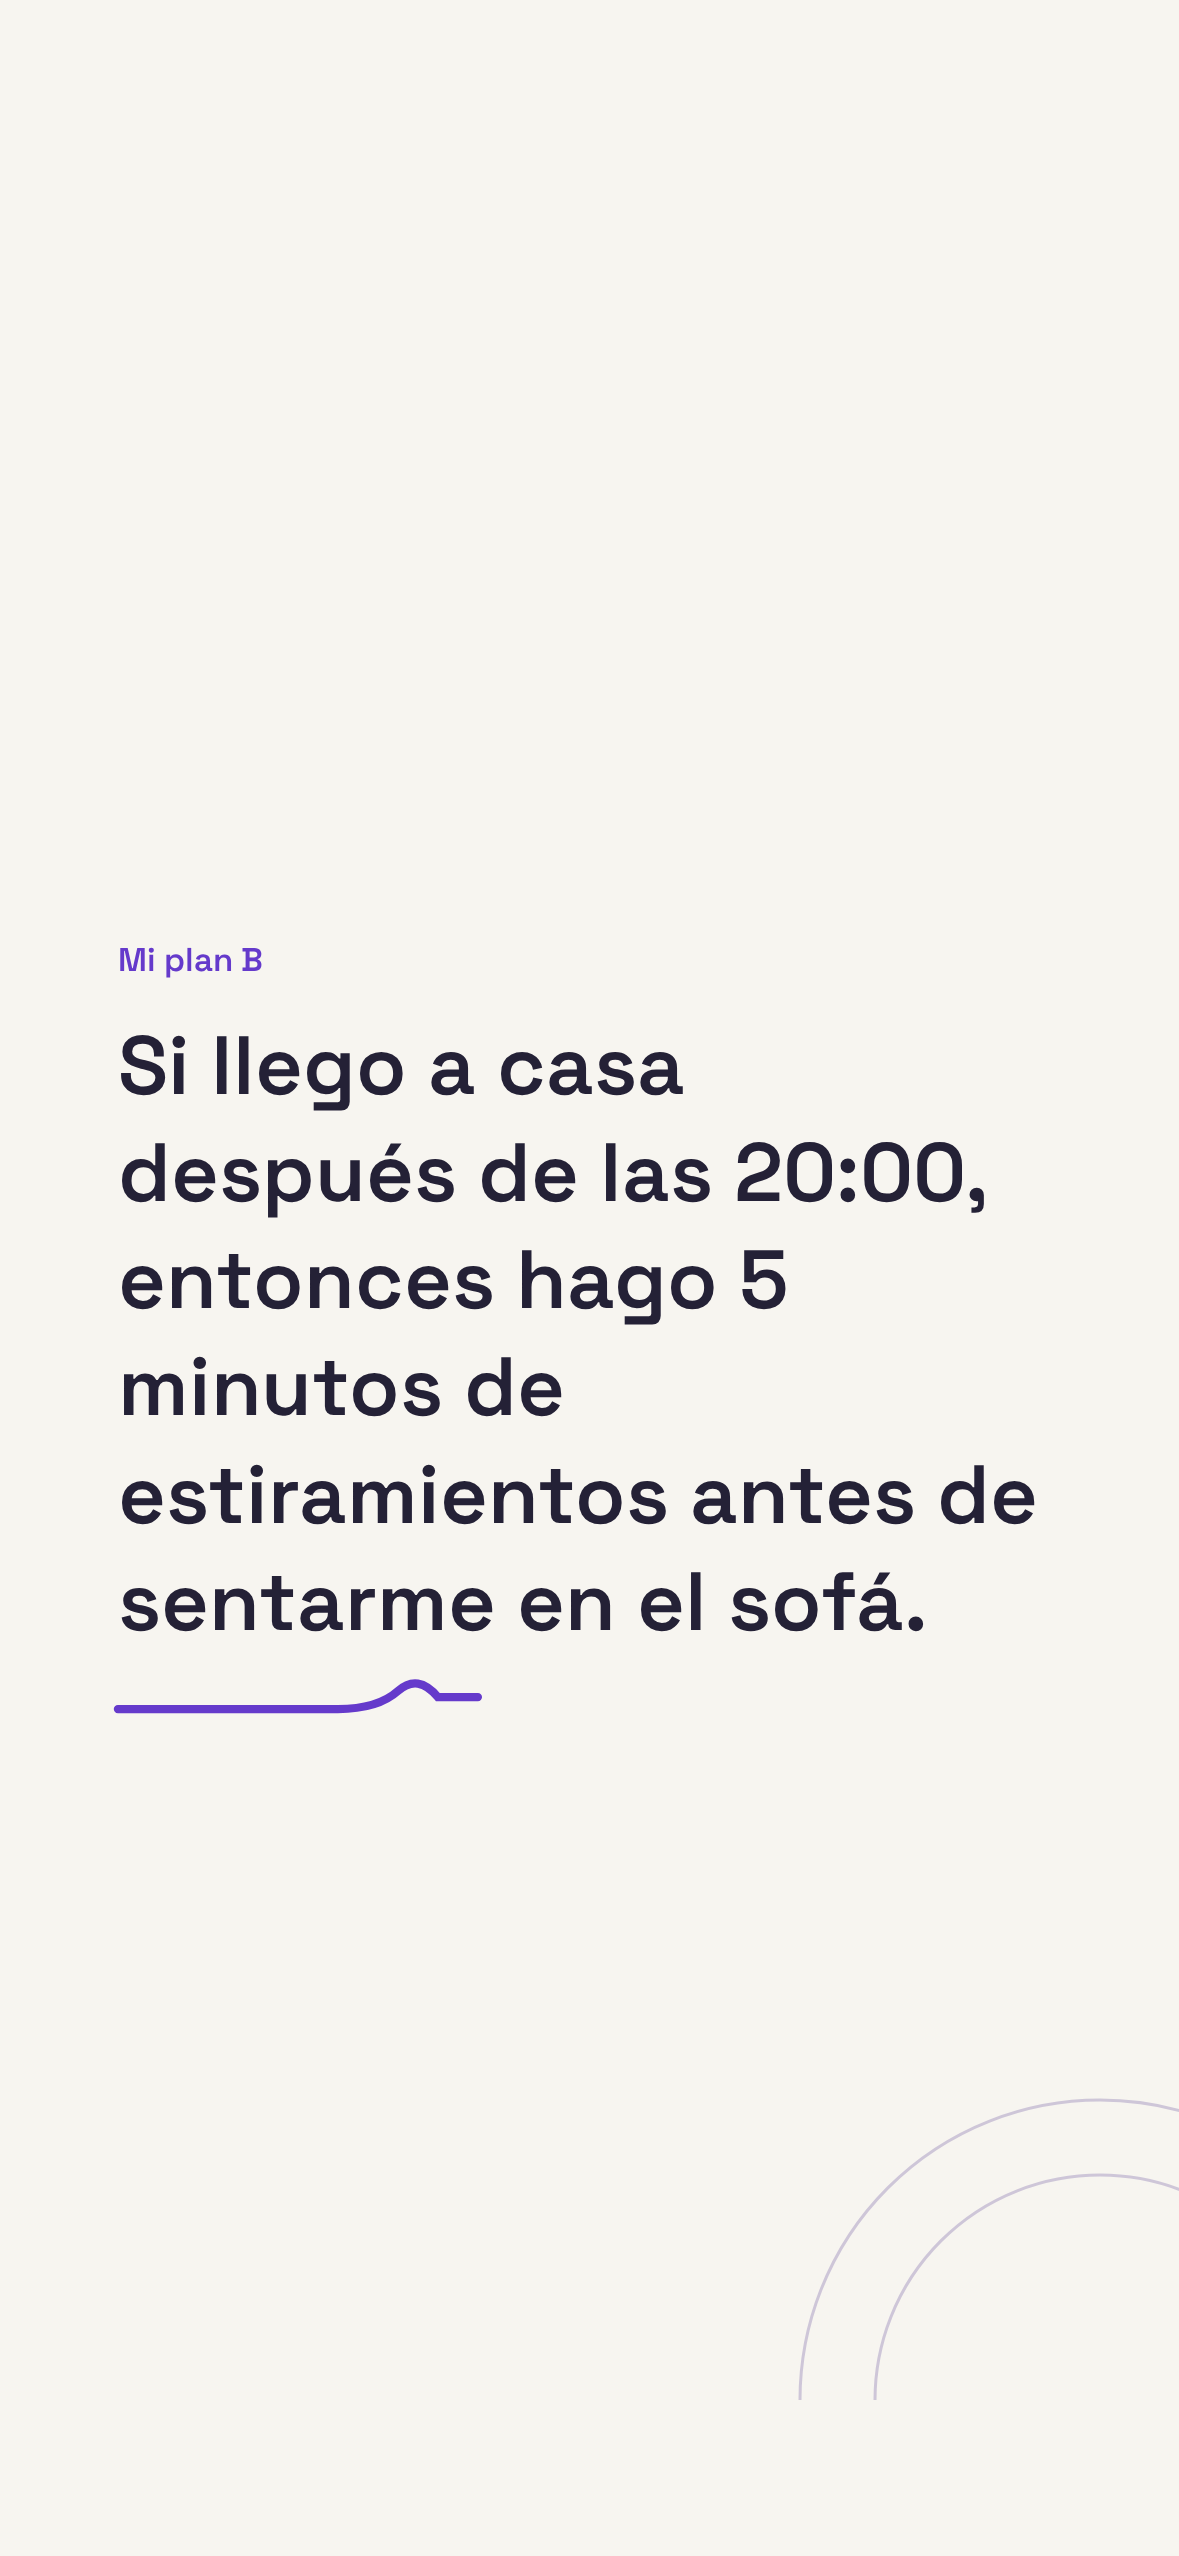 Mi plan B
Si llego a casa
después de las 20:00,
entonces hago 5
minutos de
estiramientos antes de
sentarme en el sofá.